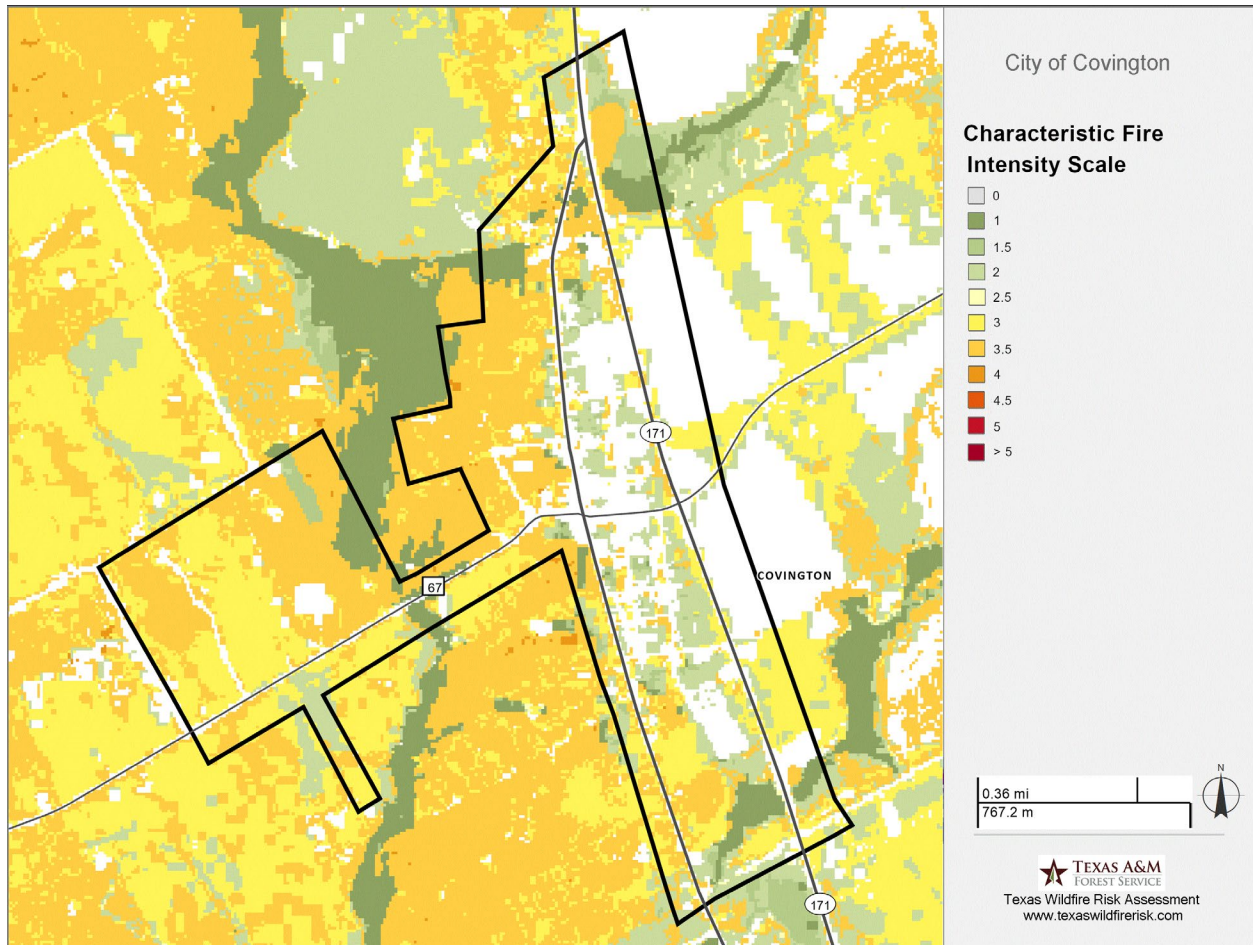 City of Covington
Characteristic Fire
Intensity Scale
0
1
1.5
2
2.5
3
3.5
4
4.5
5
> 5
171
COVINGTON
67
171
N
0.36 mi
767.2 m
TEXAS A&M
FOREST SERVICE
Texas Wildfire Risk Assessment
www.texaswildfirerisk.com